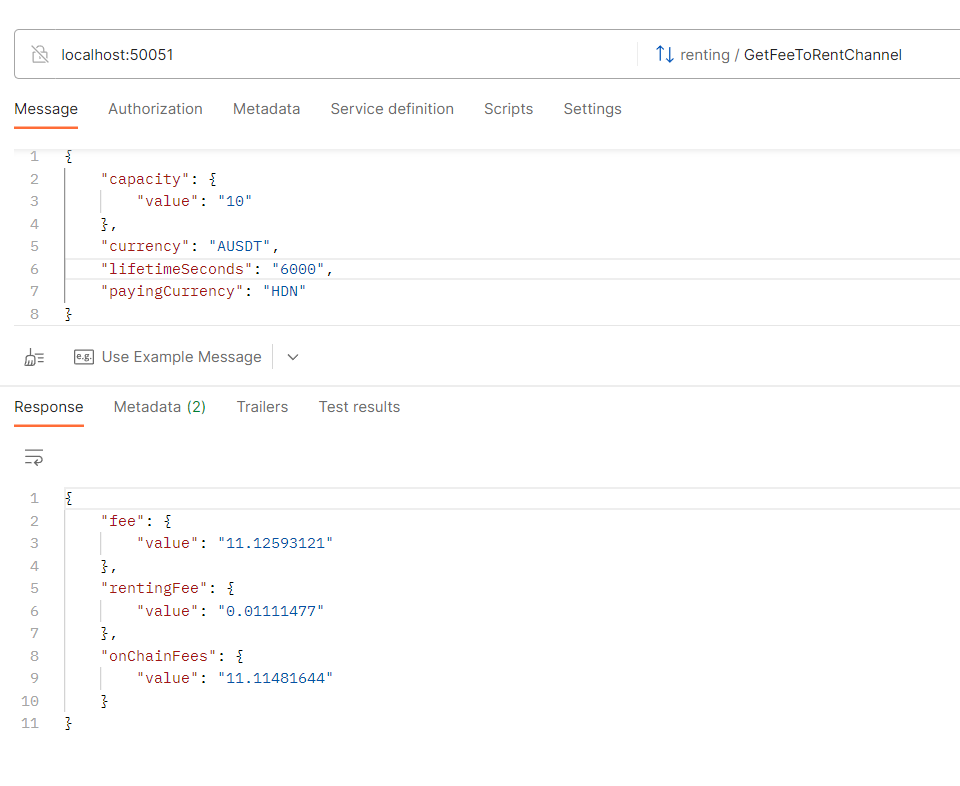 localhost:50051
renting / GetFeeToRentChannel
Message Authorization Metadata Service definition Scripts Settings
1 {
2 "capacity": {
3 "value": "10"
4 },
5 "currency": "AUSDT",
6 "lifetimeSeconds": "6000",
7 "payingCurrency": "HDN"
8 }
e.g. Use Example Message
Response Metadata (2) Trailers Test results
1 {
2 "fee": {
3 "value": "11.12593121"
4 },
5 "rentingFee": {
6 "value": "0.01111477"
7 },
8 "onChainFees": {
9 "value": "11.11481644"
10 }
11 }